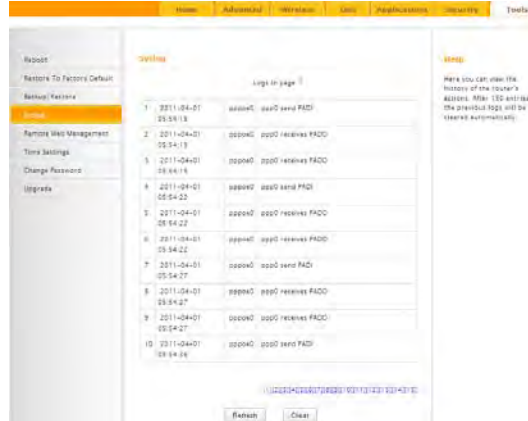 Home Advanced Wireless QoS Applications Security Tools
Reboot
Restore To Factory Default
Backup/Restore
Syslog
Remote Web Management
Time Settings
Change Password
Upgrade
Syslog
Logs in page 1
1 2011-04-01 05:54:19 pppoe0 ppp0 send PADI
2 2011-04-01 05:54:19 pppoe0 ppp0 receives PADO
3 2011-04-01 05:54:19 pppoe0 ppp0 receives PADO
4 2011-04-01 05:54:22 pppoe0 ppp0 send PADI
5 2011-04-01 05:54:22 pppoe0 ppp0 receives PADO
6 2011-04-01 05:54:22 pppoe0 ppp0 receives PADO
7 2011-04-01 05:54:27 pppoe0 ppp0 send PADI
8 2011-04-01 05:54:27 pppoe0 ppp0 receives PADO
9 2011-04-01 05:54:27 pppoe0 ppp0 receives PADO
10 2011-04-01 pppoe0 ppp0 send PADI
Refresh Clear
Help
Here you can view the
history of the router's
actions. After 150 entries
the previous logs will be
cleared automatically.